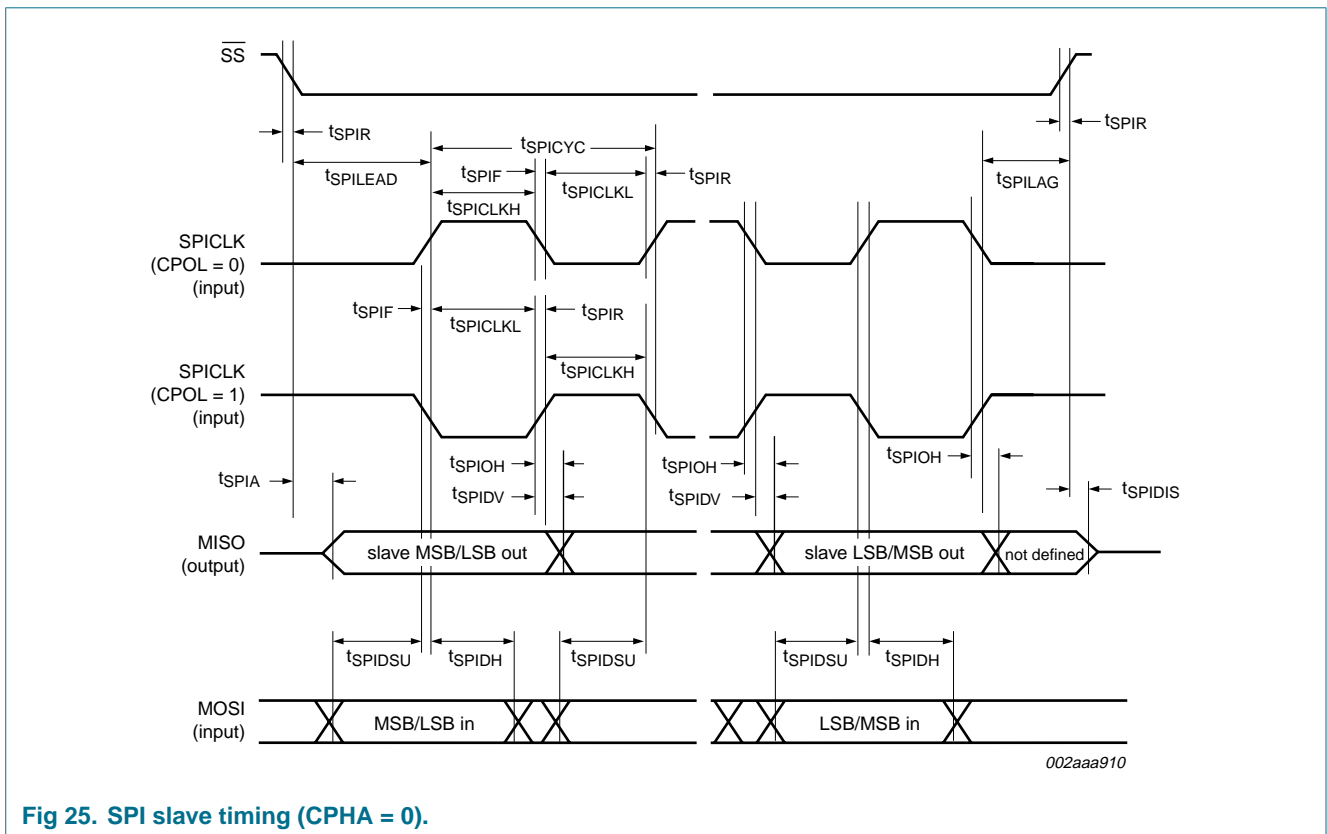 SS
tSPIR
tSPIR
tSPICYC
tSPILEAD
tSPIF
tSPICLKL
tSPIR
tSPILAG
tSPICLKH
SPICLK
(CPOL = 0)
(input)
tSPIF
tSPICLKL
tSPIR
tSPICLKH
SPICLK
(CPOL = 1)
(input)
tSPIOH
tSPIOH
tSPIOH
tSPIA
tSPIDV
tSPIDV
tSPIDIS
MISO
(output)
slave MSB/LSB out
slave LSB/MSB out
not defined
tSPIDSU
tSPIDH
tSPIDSU
tSPIDSU
tSPIDH
MOSI
(input)
MSB/LSB in
LSB/MSB in
002aaa910
Fig 25. SPI slave timing (CPHA = 0).